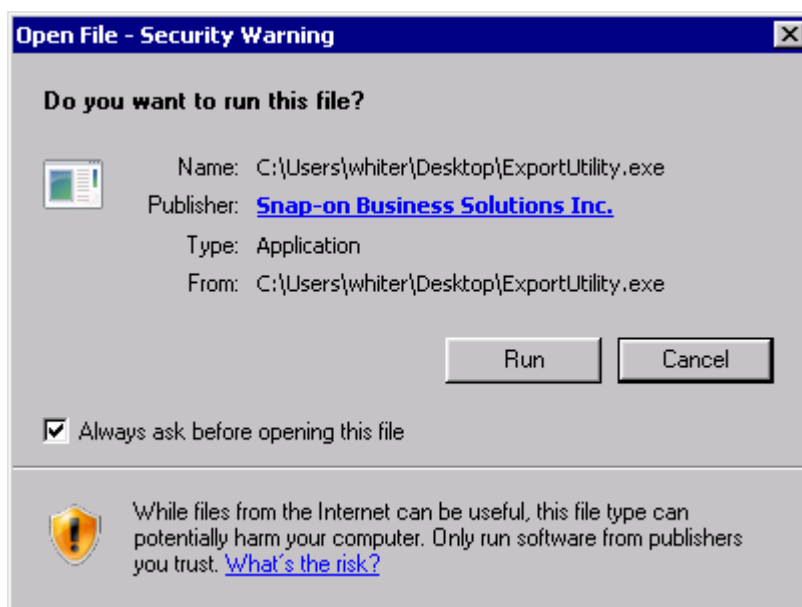 Open File - Security Warning
Do you want to run this file?
Name: C:\Users\whiter\Desktop\ExportUtility.exe
Publisher: Snap-on Business Solutions Inc.
Type: Application
From: C:\Users\whiter\Desktop\ExportUtility.exe
Run Cancel
Always ask before opening this file
While files from the Internet can be useful, this file type can
potentially harm your computer. Only run software from publishers
you trust. What's the risk?